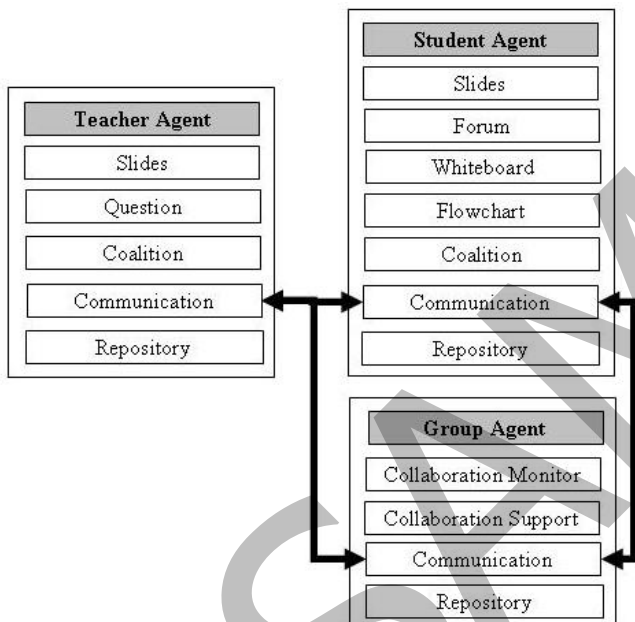 Teacher Agent
Slides
Question
Coalition
Communication
Repository
Student Agent
Slides
Forum
Whiteboard
Flowchart
Coalition
Communication
Repository
Group Agent
Collaboration Monitor
Collaboration Support
Communication
Repository